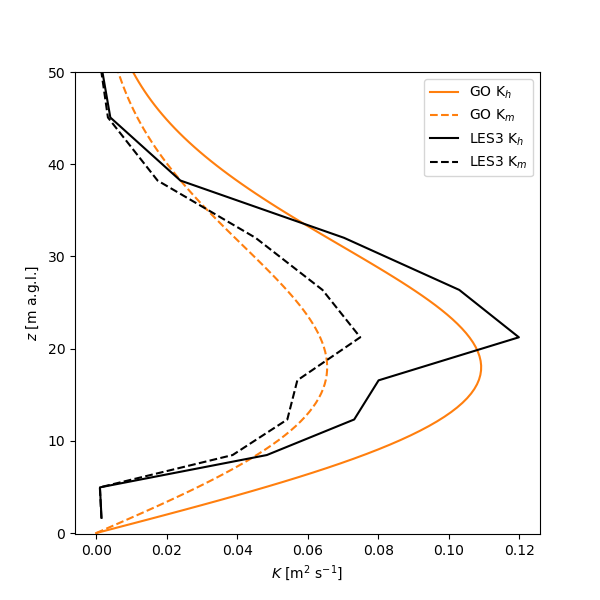 50
40
30
20
10
0
z [m a.g.l.]
0.00 0.02 0.04 0.06 0.08 0.10 0.12
K [m² s⁻¹]
GO Kₕ
GO Kₘ
LES3 Kₕ
LES3 Kₘ